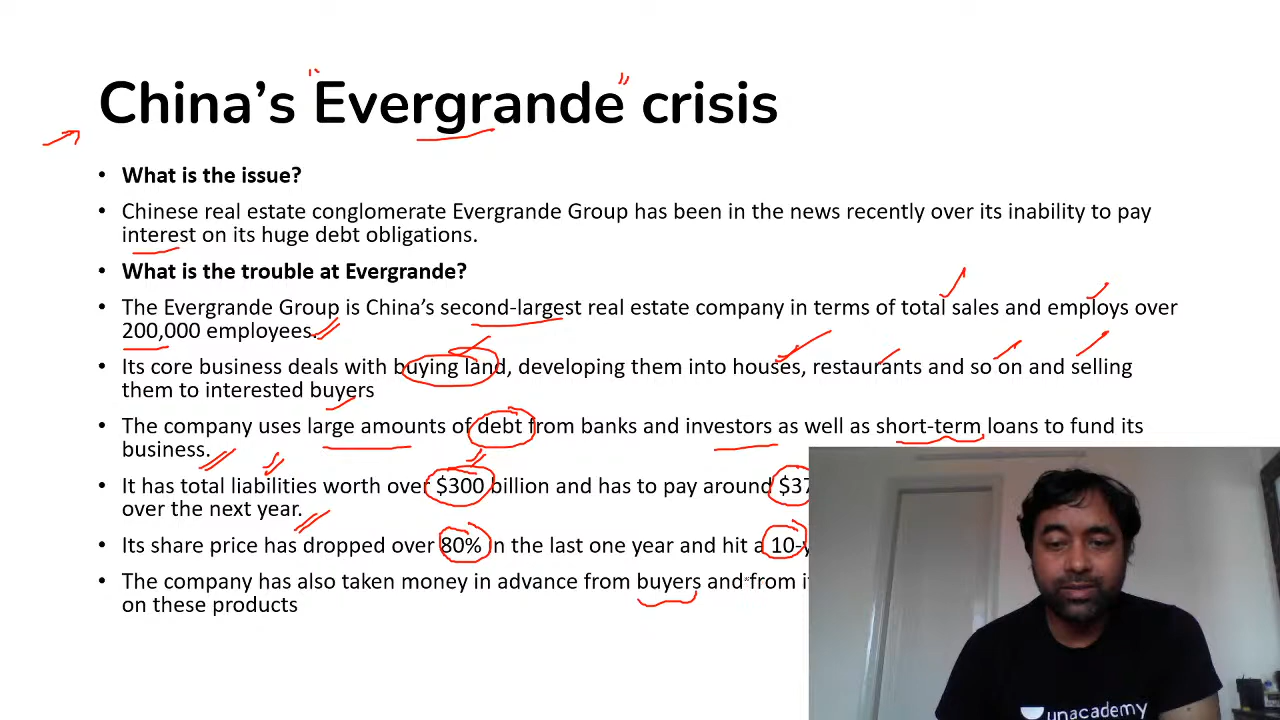 China's "Evergrande" crisis
• What is the issue?
• Chinese real estate conglomerate Evergrande Group has been in the news recently over its inability to pay
interest on its huge debt obligations.
• What is the trouble at Evergrande?
• The Evergrande Group is China's second-largest real estate company in terms of total sales and employs over
200,000 employees.
• Its core business deals with buying land, developing them into houses, restaurants and so on and selling
them to interested buyers
• The company uses large amounts of debt from banks and investors as well as short-term loans to fund its
business.
• It has total liabilities worth over $300 billion and has to pay around $37
over the next year.
• Its share price has dropped over 80% in the last one year and hit a 10-
• The company has also taken money in advance from buyers and from
on these products
unacademy